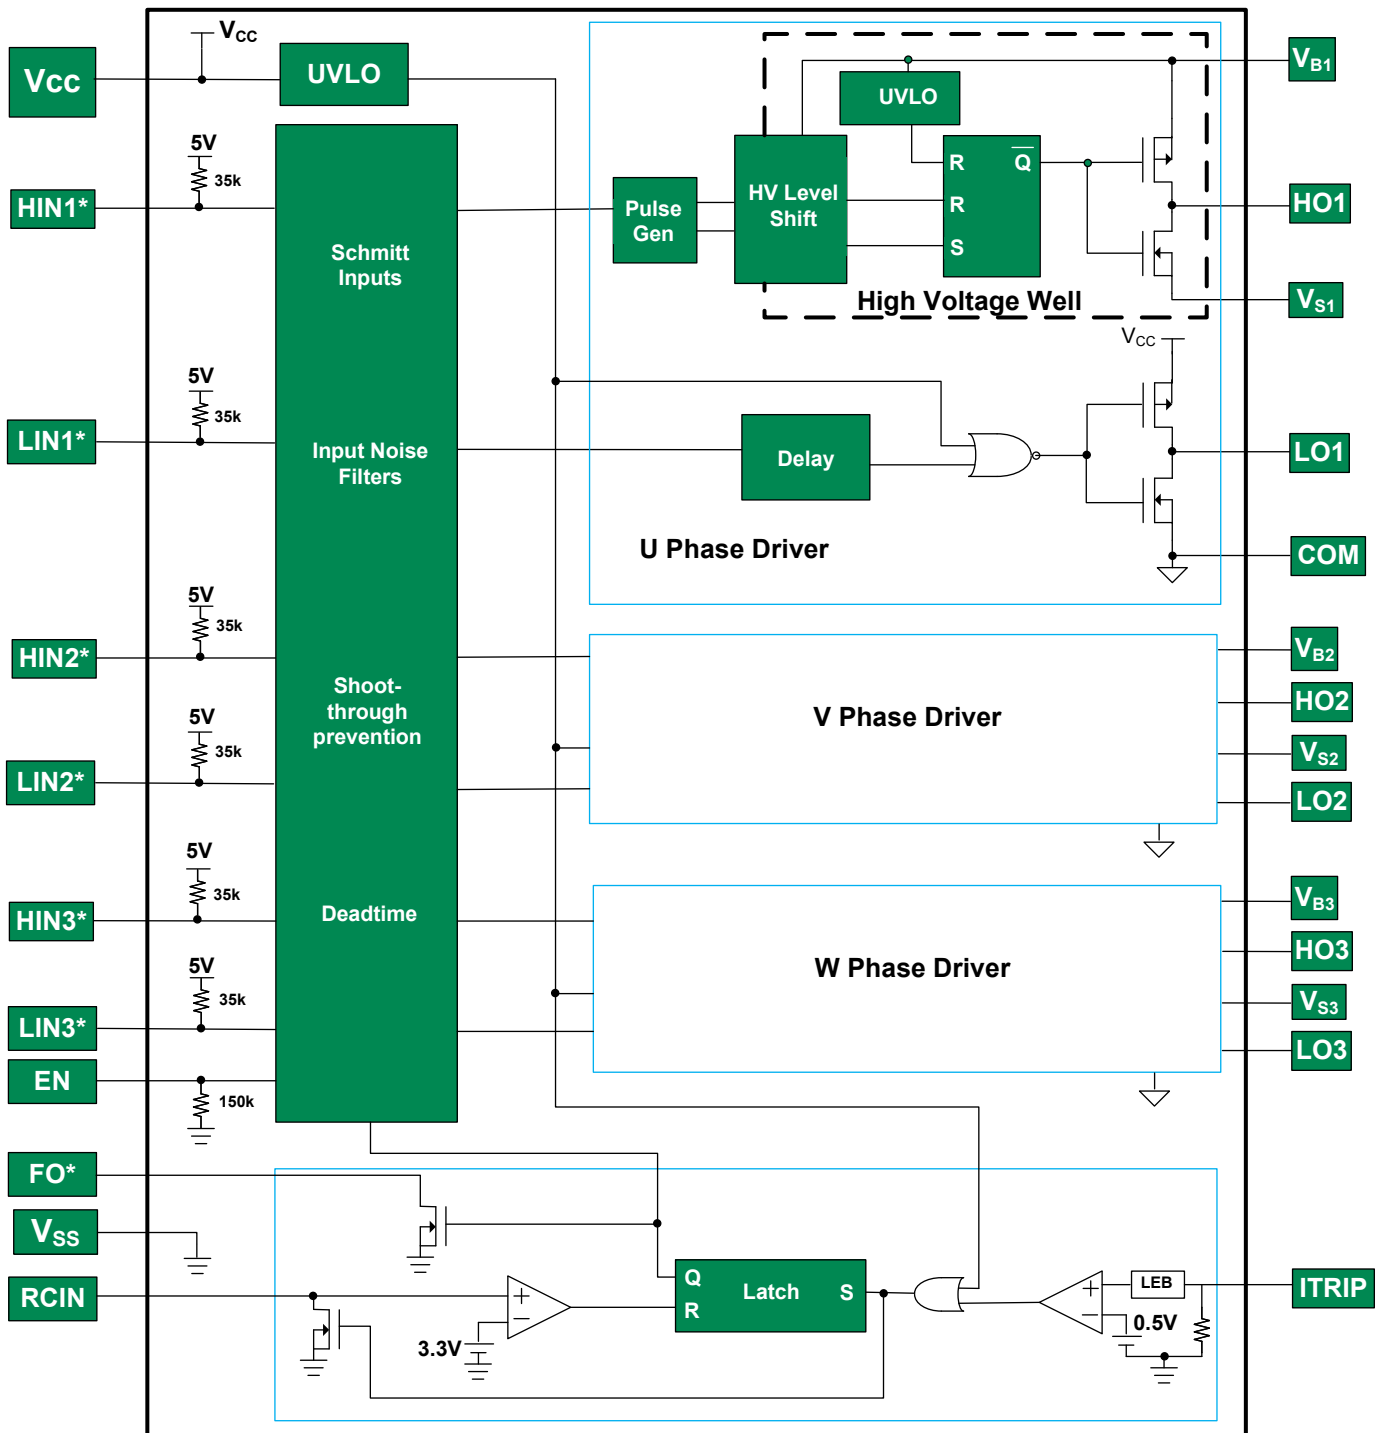 VCC
Vcc
UVLO
VB1
UVLO
5V
35k
HIN1*
R
Q
R
S
HV Level
Shift
Pulse
Gen
HO1
Schmitt
Inputs
High Voltage Well
VS1
VCC
5V
35k
LIN1*
Input Noise
Filters
Delay
LO1
U Phase Driver
COM
5V
35k
HIN2*
VB2
Shoot-
through
prevention
V Phase Driver
HO2
5V
35k
VS2
LIN2*
LO2
5V
35k
HIN3*
Deadtime
VB3
HO3
W Phase Driver
5V
35k
VS3
LIN3*
LO3
EN
150k
FO*
VSS
RCIN
Q
R
Latch
S
+
−
3.3V
+
−
LEB
0.5V
ITRIP